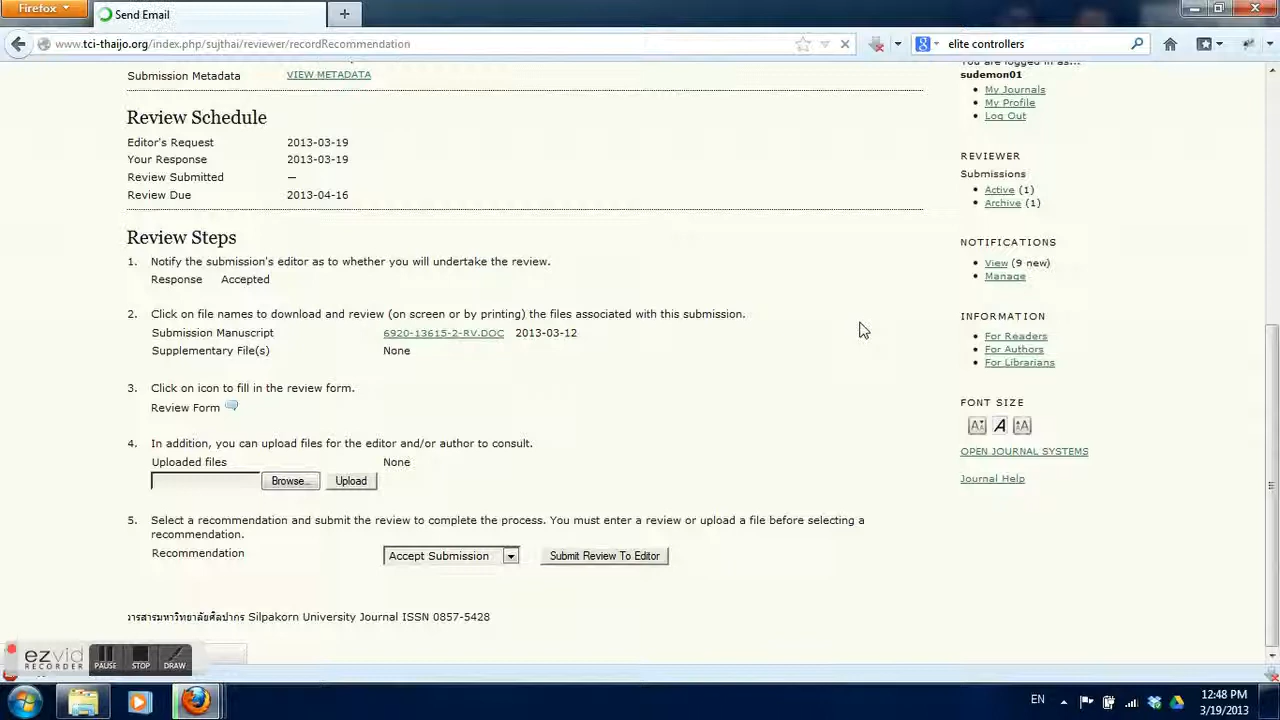 Firefox
Send Email
www.tci-thaijo.org/index.php/sujthai/reviewer/recordRecommendation
elite controllers
Submission Metadata VIEW METADATA
Review Schedule
Editor's Request 2013-03-19
Your Response 2013-03-19
Review Submitted —
Review Due 2013-04-16
Review Steps
1. Notify the submission's editor as to whether you will undertake the review.
Response Accepted
2. Click on file names to download and review (on screen or by printing) the files associated with this submission.
Submission Manuscript 6920-13615-2-RV.DOC 2013-03-12
Supplementary File(s) None
3. Click on icon to fill in the review form.
Review Form
4. In addition, you can upload files for the editor and/or author to consult.
Uploaded files None
Browse... Upload
5. Select a recommendation and submit the review to complete the process. You must enter a review or upload a file before selecting a
recommendation.
Recommendation Accept Submission Submit Review To Editor
วารสารมหาวิทยาลัยศิลปากร Silpakorn University Journal ISSN 0857-5428
You are logged in as...
sudemon01
My Journals
My Profile
Log Out
REVIEWER
Submissions
Active (1)
Archive (1)
NOTIFICATIONS
View (9 new)
Manage
INFORMATION
For Readers
For Authors
For Librarians
FONT SIZE
A A A
OPEN JOURNAL SYSTEMS
Journal Help
ezvid
RECORDER
PAUSE STOP DRAW
EN
12:48 PM
3/19/2013